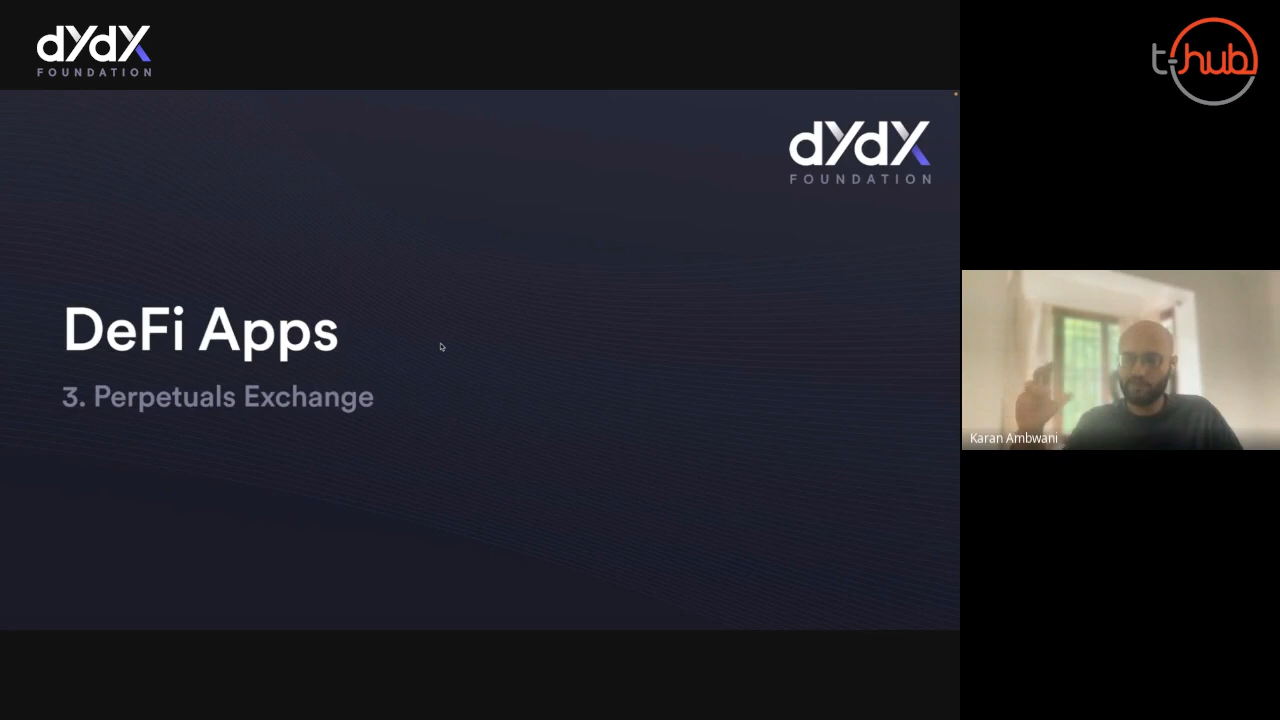 dYdX
FOUNDATION
t-hub
dYdX
FOUNDATION
DeFi Apps
3. Perpetuals Exchange
Karan Ambwani